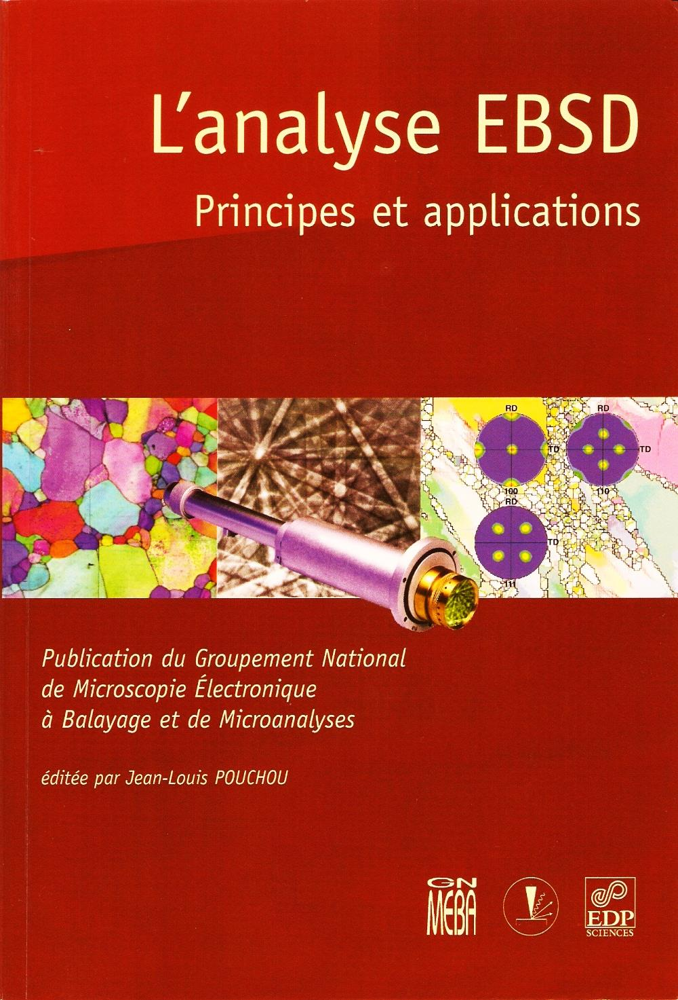 L'analyse EBSD
Principes et applications
RD
TD
100
RD
TD
110
RD
TD
111
Publication du Groupement National
de Microscopie Électronique
à Balayage et de Microanalyses
éditée par Jean-Louis POUCHOU
GN
MEBA
EDP
SCIENCES